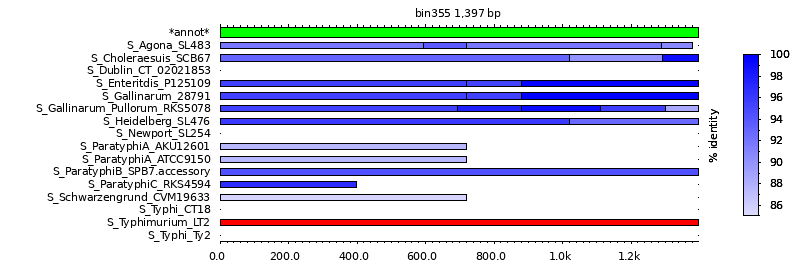 bin355 1,397 bp
*annot*
S_Agona_SL483
S_Choleraesuis_SCB67
S_Dublin_CT_02021853
S_Enteritdis_P125109
S_Gallinarum_28791
S_Gallinarum_Pullorum_RKS5078
S_Heidelberg_SL476
S_Newport_SL254
S_ParatyphiA_AKU12601
S_ParatyphiA_ATCC9150
S_ParatyphiB_SPB7.accessory
S_ParatyphiC_RKS4594
S_Schwarzengrund_CVM19633
S_Typhi_CT18
S_Typhimurium_LT2
S_Typhi_Ty2
0.0 200.0 400.0 600.0 800.0 1.0k 1.2k
% identity
100
98
96
94
92
90
88
86